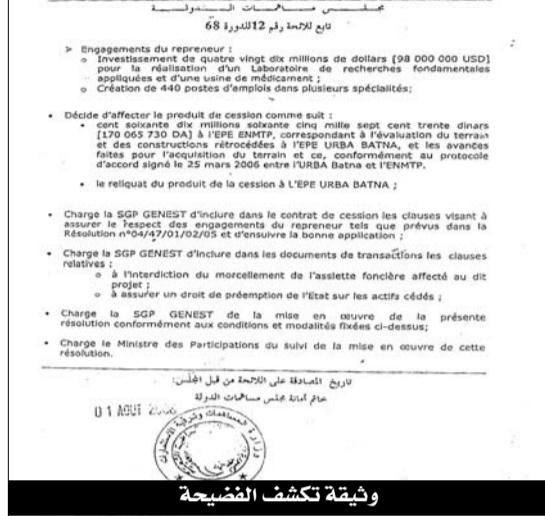 مجلس مساهمات الدولة
تابع للائحة رقم 12 للدورة 68
➢ Engagements du repreneur :
o Investissement de quatre vingt dix millions de dollars [98 000 000 USD]
pour la réalisation d'un Laboratoire de recherches fondamentales
appliquées et d'une usine de médicament ;
o Création de 440 postes d'emplois dans plusieurs spécialités;
• Décide d'affecter le produit de cession comme suit :
• cent soixante dix millions soixante cinq mille sept cent trente dinars
[170 065 730 DA] à l'EPE ENMTP, correspondant à l'évaluation du terrain
et des constructions rétrocédées à l'EPE URBA BATNA, et les avances
faites pour l'acquisition du terrain et ce, conformément au protocole
d'accord signé le 25 mars 2006 entre l'URBA Batna et l'ENMTP.
• le reliquat du produit de la cession à L'EPE URBA BATNA ;
• Charge la SGP GENEST d'inclure dans le contrat de cession les clauses visant à
assurer le respect des engagements du repreneur tels que prévus dans la
Résolution n°04/47/01/02/05 et d'ensuivre la bonne application ;
• Charge la SGP GENEST d'inclure dans les documents de transactions les clauses
relatives :
o à l'interdiction du morcellement de l'assiette foncière affecté au dit
projet ;
o à assurer un droit de préemption de l'Etat sur les actifs cédés ;
• Charge la SGP GENEST de la mise en œuvre de la présente
résolution conformément aux conditions et modalités fixées ci-dessus;
• Charge le Ministre des Participations du suivi de la mise en œuvre de cette
résolution.
تاريخ المصادقة على اللائحة من قبل المجلس:
خاتم أمانة مجلس مساهمات الدولة
01 AOUT 2006
وزارة المساهمات وترقية الاستثمارات
وثيقة تكشف الفضيحة